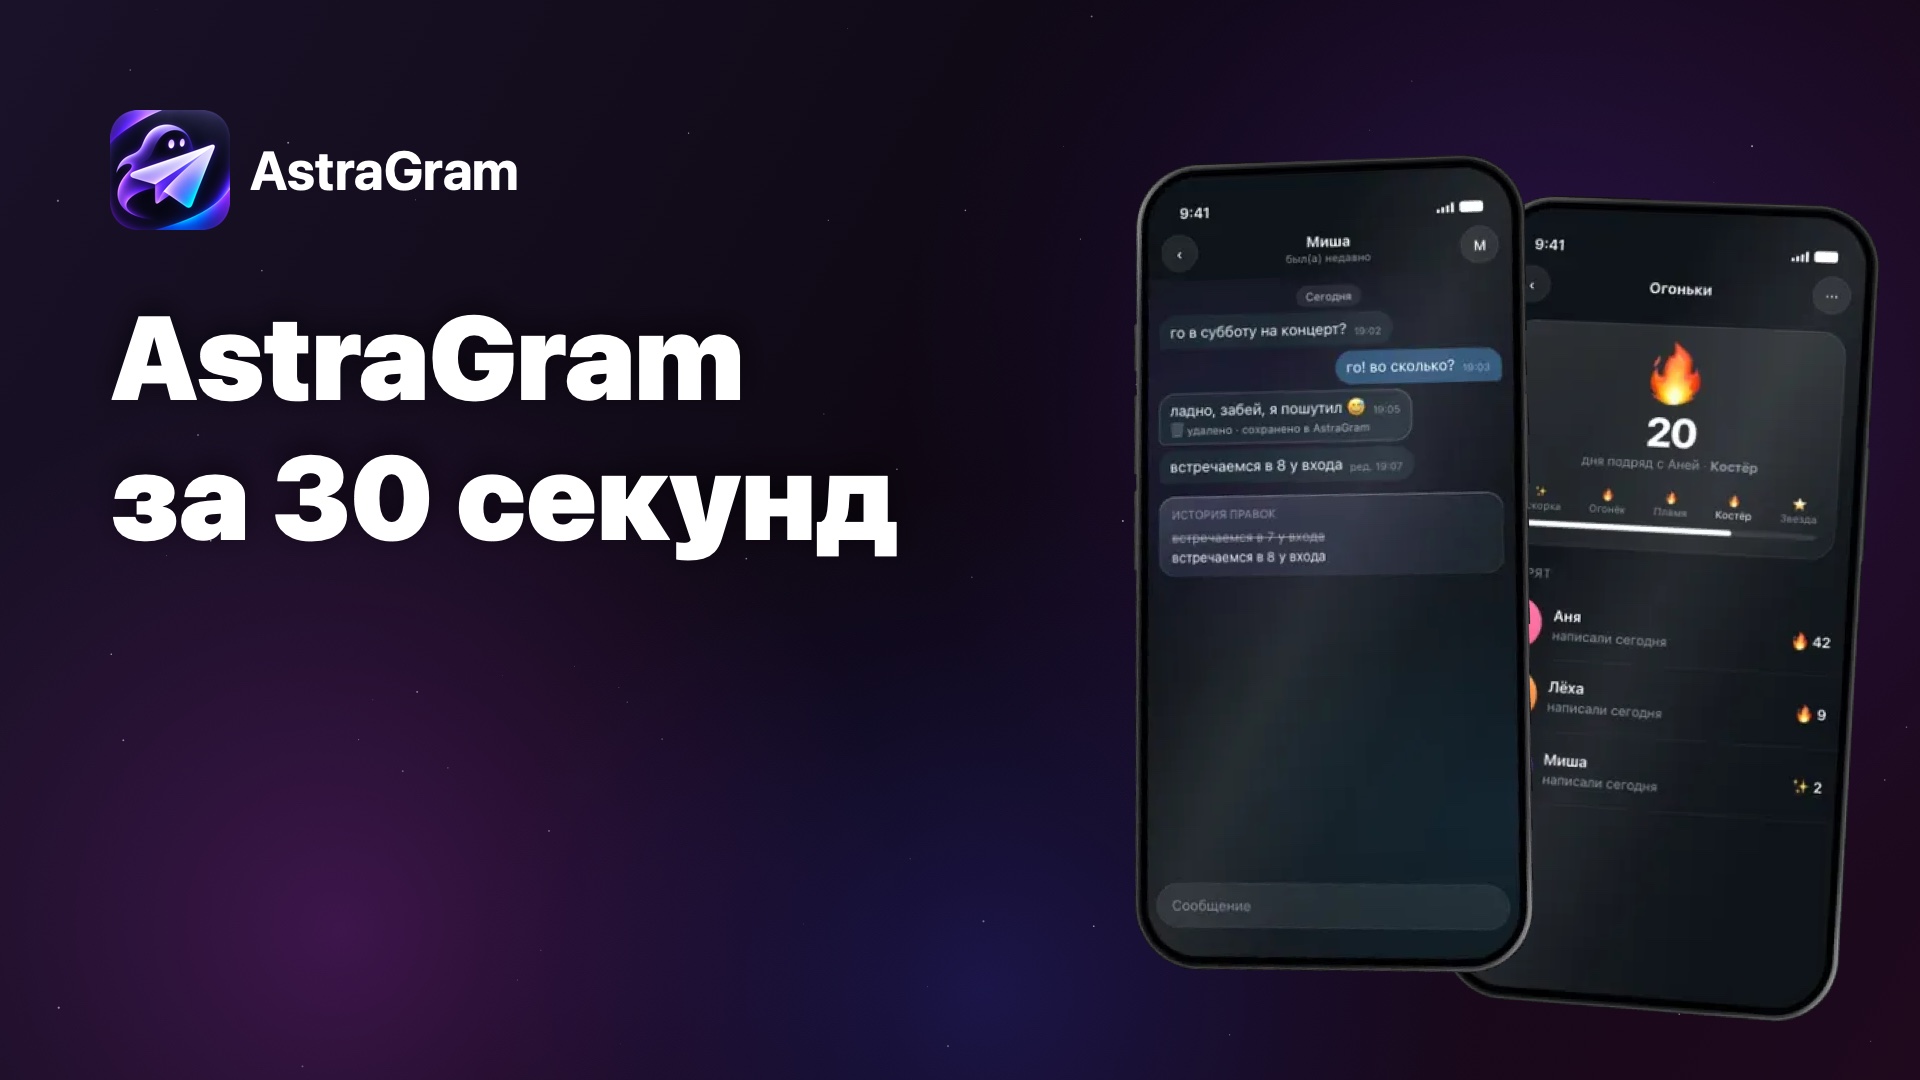 AstraGram
AstraGram
за 30 секунд
9:41
Миша
был(а) недавно
M
Сегодня
го в субботу на концерт? 19:02
го! во сколько? 19:03
ладно, забей, я пошутил 😅 19:05
удалено · сохранено в AstraGram
встречаемся в 8 у входа ред. 19:07
ИСТОРИЯ ПРАВОК
встречаемся в 7 у входа
встречаемся в 8 у входа
Сообщение
9:41
Огоньки
20
дня подряд с Аней · Костёр
Огонёк Пламя Костёр Звезда
Аня
написали сегодня
42
Лёха
написали сегодня
9
Миша
написали сегодня
2